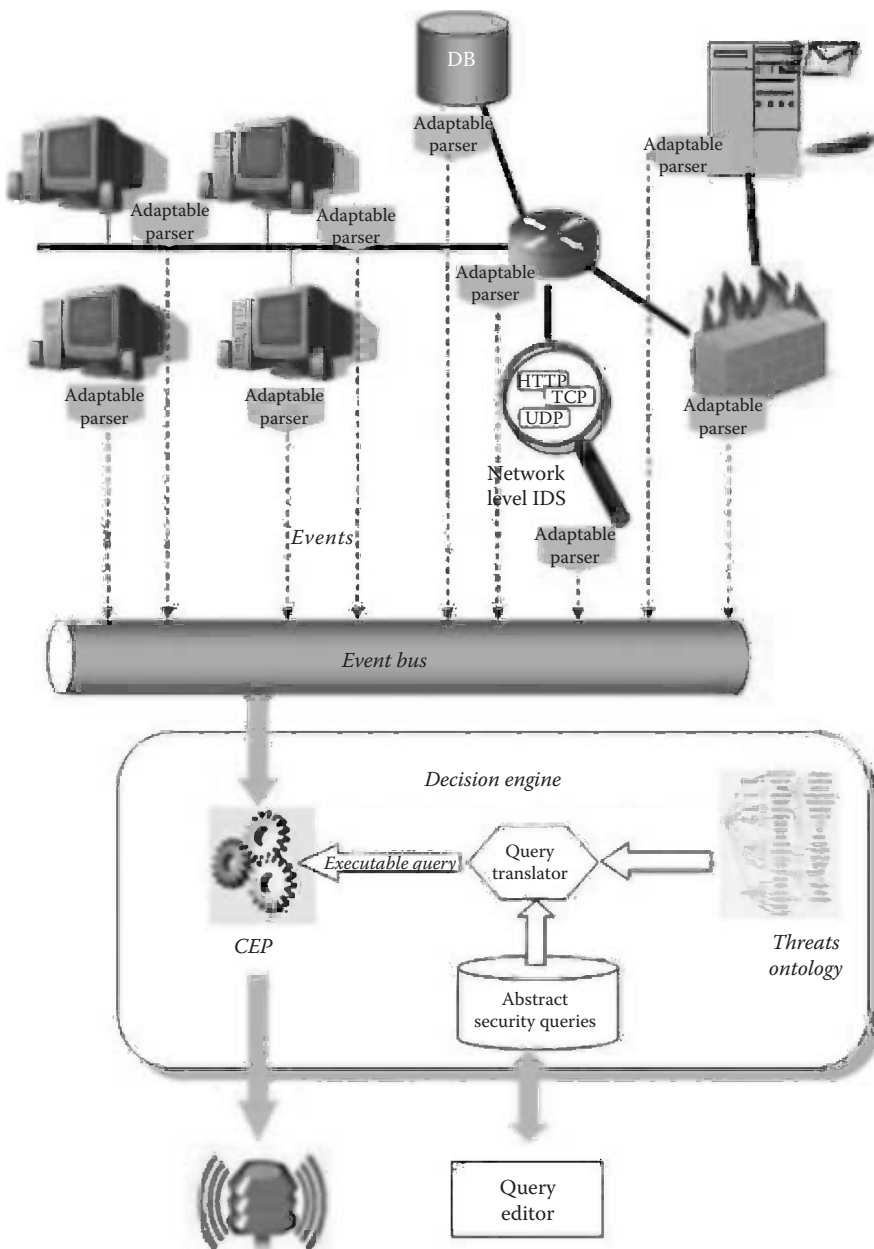 DB
Adaptable
parser
Adaptable
parser
Adaptable
parser
Adaptable
parser
Adaptable
parser
HTTP
TCP
UDP
Adaptable
parser
Adaptable
parser
Adaptable
parser
Network
level IDS
Events
Adaptable
parser
Event bus
Decision engine
Executable query
Query
translator
CEP
Threats
ontology
Abstract
security queries
Query
editor